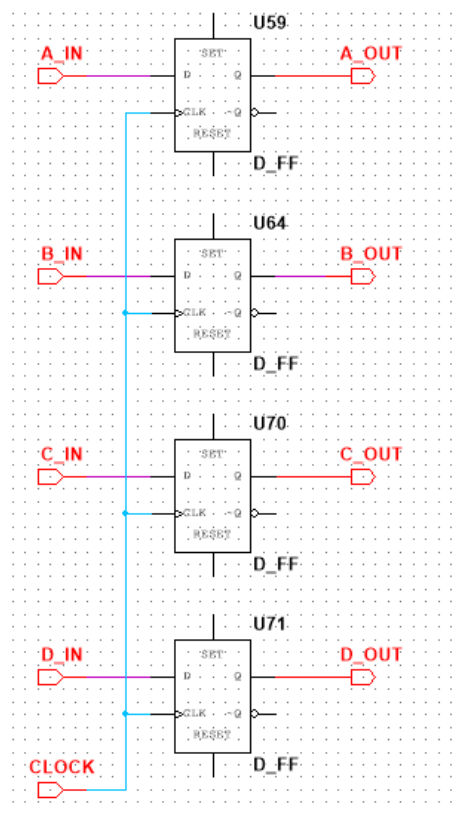 U59
A_IN
SET
A_OUT
D
Q
CLK
~Q
RESET
D_FF
U64
B_IN
SET
B_OUT
D
Q
CLK
~Q
RESET
D_FF
U70
C_IN
SET
C_OUT
D
Q
CLK
~Q
RESET
D_FF
U71
D_IN
SET
D_OUT
D
Q
CLK
~Q
RESET
D_FF
CLOCK